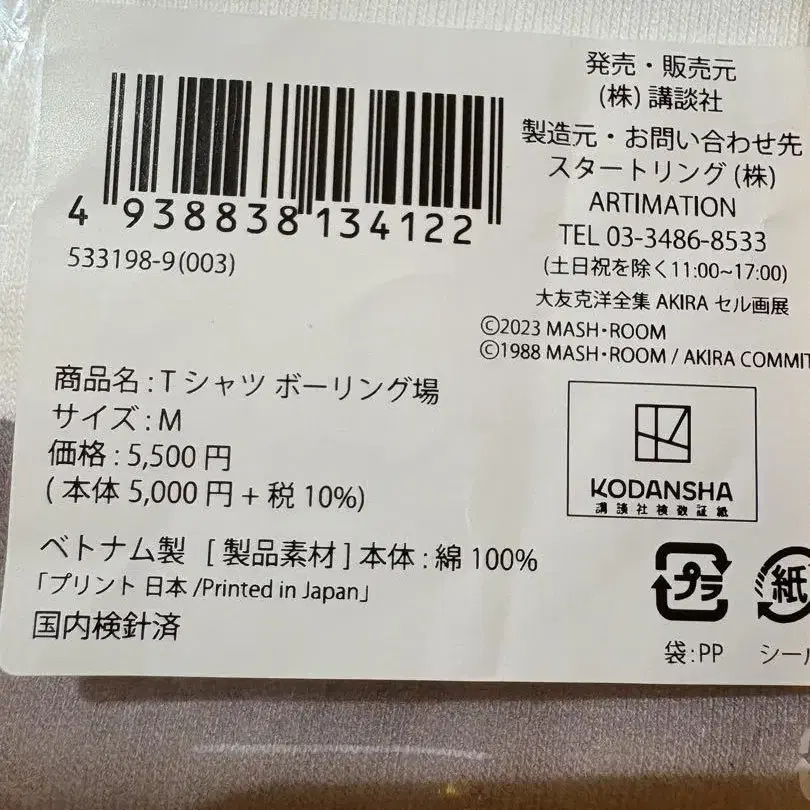 4 938838 134122
533198-9(003)
発売・販売元
(株)講談社
製造元・お問い合わせ先
スタートリング(株)
ARTIMATION
TEL 03-3486-8533
(土日祝を除く11:00~17:00)
大友克洋全集 AKIRA セル画展
©2023 MASH・ROOM
©1988 MASH・ROOM / AKIRA COMMIT
商品名:Tシャツ ボーリング場
サイズ:M
価格:5,500円
(本体 5,000円+税 10%)
KODANSHA
講談社検数証紙
ベトナム製 [製品素材]本体:綿 100%
「プリント 日本 /Printed in Japan」
国内検針済
プラ
紙
袋:PP
シール